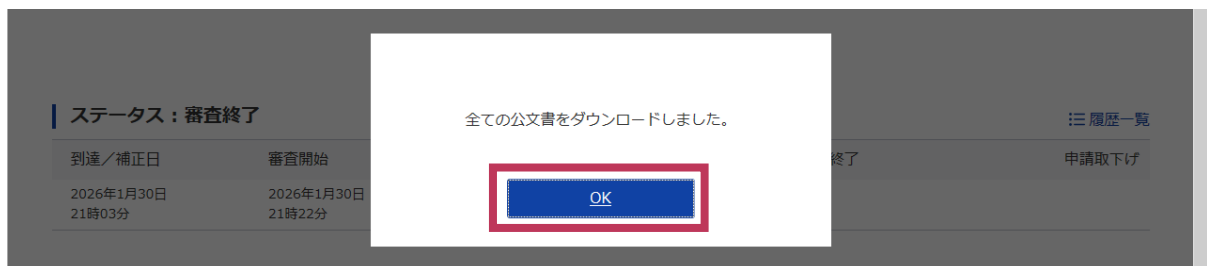 全ての公文書をダウンロードしました。
OK
ステータス：審査終了
履歴一覧
到達／補正日 審査開始 終了 申請取下げ
2026年1月30日 2026年1月30日
21時03分 21時22分